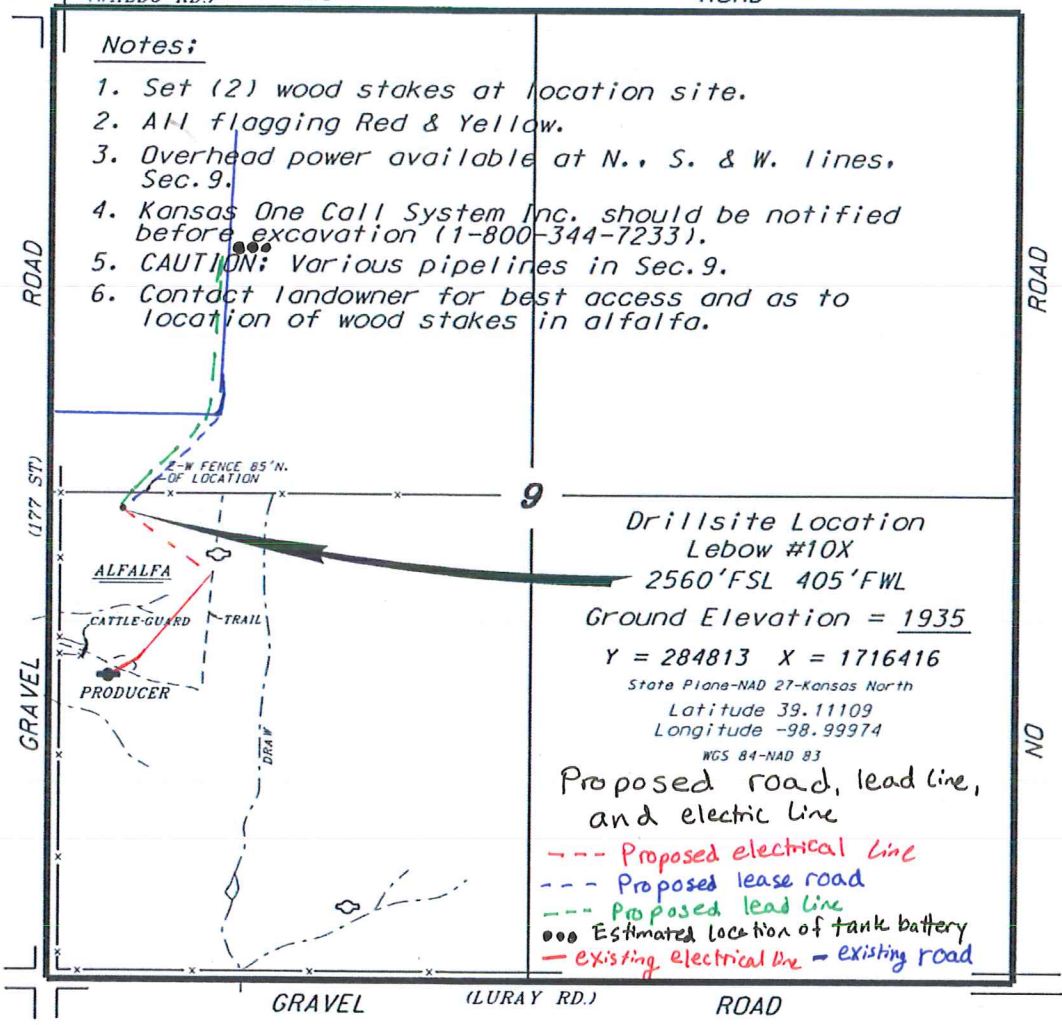 Notes:
1. Set (2) wood stakes at location site.
2. All flagging Red & Yellow.
3. Overhead power available at N., S. & W. lines,
Sec. 9.
4. Kansas One Call System Inc. should be notified
before excavation (1-800-344-7233).
5. CAUTION: Various pipelines in Sec. 9.
6. Contact landowner for best access and as to
location of wood stakes in alfalfa.
ROAD
ROAD
(177 ST)
E-W FENCE 85'N.
OF LOCATION
9
Drillsite Location
Lebow #10X
2560'FSL 405'FWL
Ground Elevation = 1935
Y = 284813 X = 1716416
State Plane-NAD 27-Kansas North
Latitude 39.11109
Longitude -98.99974
WGS 84-NAD 83
ALFALFA
CATTLE-GUARD
TRAIL
PRODUCER
GRAVEL
DRAW
NO
Proposed road, lead line,
and electric line
--- Proposed electrical line
--- Proposed lease road
--- Proposed lead line
••• Estimated location of tank battery
— existing electrical line — existing road
GRAVEL (LURAY RD.) ROAD